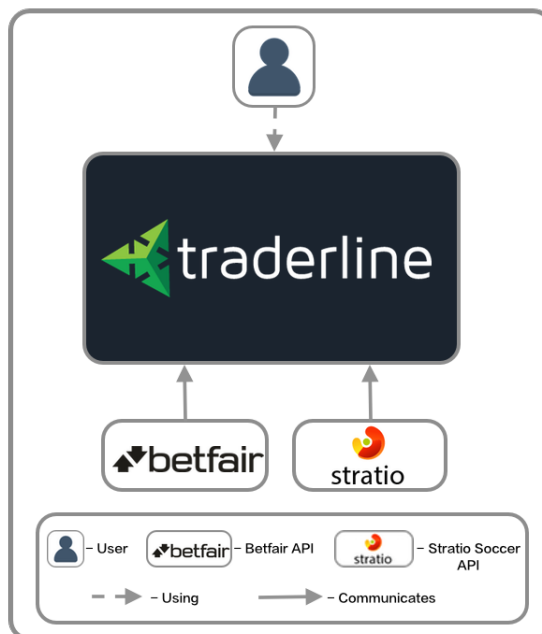 traderline
betfair
stratio
– User
betfair – Betfair API
stratio – Stratio Soccer
API
– Using
– Communicates